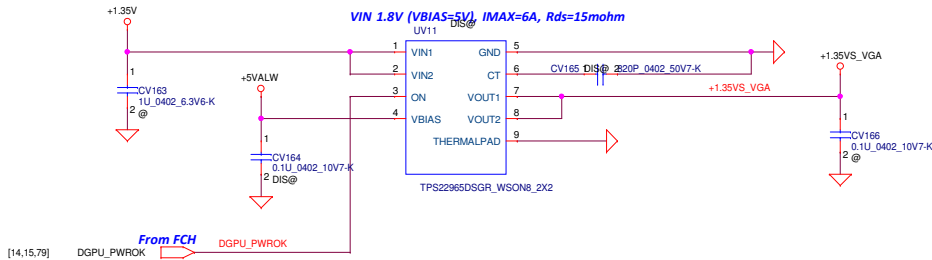 VIN 1.8V (VBIAS=5V), IMAX=6A, Rds=15mohm
+1.35V
DIS@
UV11
1 VIN1
2 VIN2
3 ON
4 VBIAS
GND 5
CT 6
VOUT1 7
VOUT2 8
THERMALPAD 9
TPS22965DSGR_WSON8_2X2
1
CV163
1U_0402_6.3V6-K
2
@
+5VALW
1
CV164
0.1U_0402_10V7-K
2
DIS@
CV165 1 DIS@ 2 820P_0402_50V7-K
+1.35VS_VGA
+1.35VS_VGA
1
CV166
0.1U_0402_10V7-K
2
@
From FCH
[14,15,79] DGPU_PWROK DGPU_PWROK